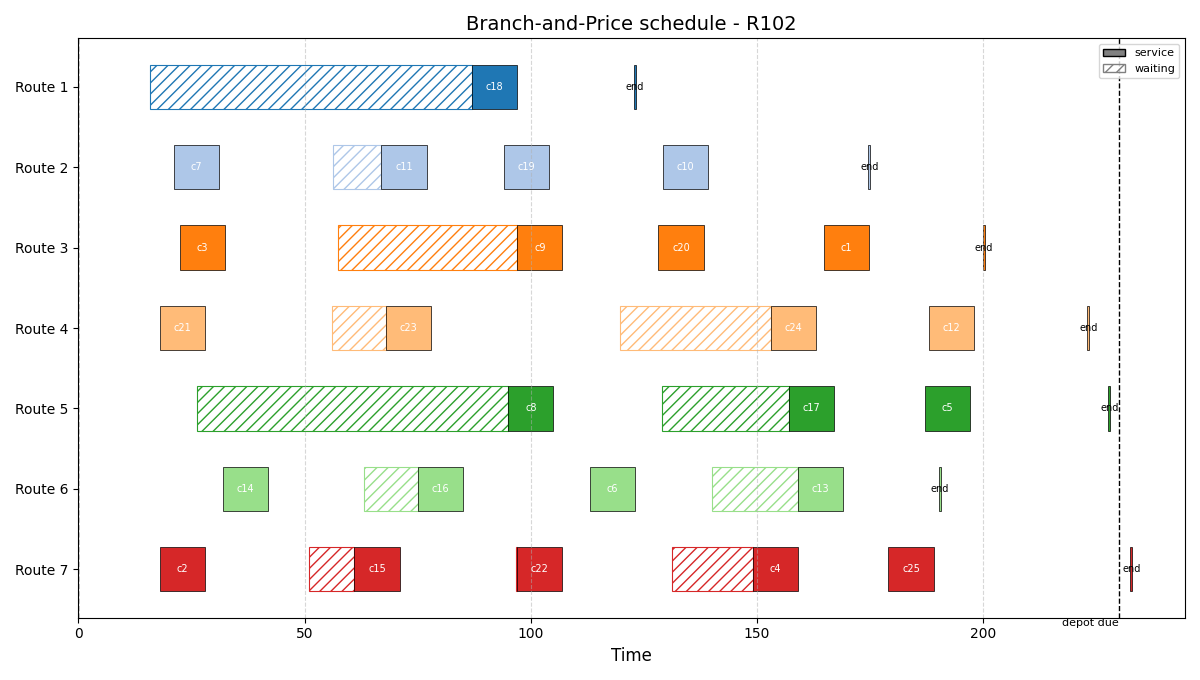 Branch-and-Price schedule - R102
service
waiting
Route 1
c18
end
Route 2
c7
c11
c19
c10
end
Route 3
c3
c9
c20
c1
end
Route 4
c21
c23
c24
c12
end
Route 5
c8
c17
c5
end
Route 6
c14
c16
c6
c13
end
Route 7
c2
c15
c22
c4
c25
end
depot due
0
50
100
150
200
Time